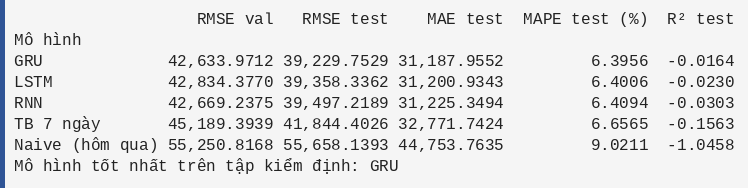 RMSE val RMSE test MAE test MAPE test (%) R² test
Mô hình
GRU 42,633.9712 39,229.7529 31,187.9552 6.3956 -0.0164
LSTM 42,834.3770 39,358.3362 31,200.9343 6.4006 -0.0230
RNN 42,669.2375 39,497.2189 31,225.3494 6.4094 -0.0303
TB 7 ngày 45,189.3939 41,844.4026 32,771.7424 6.6565 -0.1563
Naive (hôm qua) 55,250.8168 55,658.1393 44,753.7635 9.0211 -1.0458
Mô hình tốt nhất trên tập kiểm định: GRU